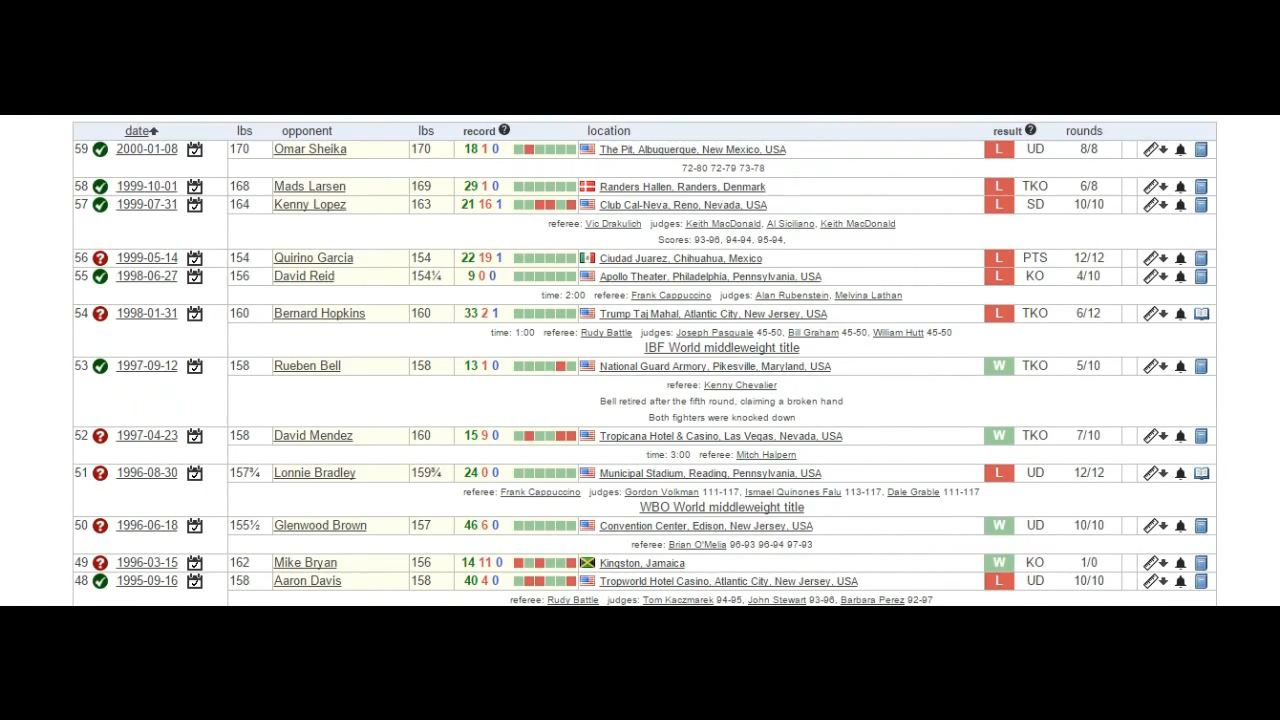 date lbs opponent lbs record ? location result ? rounds
59 2000-01-08 170 Omar Sheika 170 18 1 0 The Pit, Albuquerque, New Mexico, USA L UD 8/8
72-80 72-79 73-78
58 1999-10-01 168 Mads Larsen 169 29 1 0 Randers Hallen, Randers, Denmark L TKO 6/8
57 1999-07-31 164 Kenny Lopez 163 21 16 1 Club Cal-Neva, Reno, Nevada, USA L SD 10/10
referee: Vic Drakulich judges: Keith MacDonald, Al Siciliano, Keith MacDonald
Scores: 93-96, 94-94, 95-94,
56 ? 1999-05-14 154 Quirino Garcia 154 22 19 1 Ciudad Juarez, Chihuahua, Mexico L PTS 12/12
55 1998-06-27 156 David Reid 154¼ 9 0 0 Apollo Theater, Philadelphia, Pennsylvania, USA L KO 4/10
time: 2:00 referee: Frank Cappuccino judges: Alan Rubenstein, Melvina Lathan
54 ? 1998-01-31 160 Bernard Hopkins 160 33 2 1 Trump Taj Mahal, Atlantic City, New Jersey, USA L TKO 6/12
time: 1:00 referee: Rudy Battle judges: Joseph Pasquale 45-50, Bill Graham 45-50, William Hutt 45-50
IBF World middleweight title
53 1997-09-12 158 Rueben Bell 158 13 1 0 National Guard Armory, Pikesville, Maryland, USA W TKO 5/10
referee: Kenny Chevalier
Bell retired after the fifth round, claiming a broken hand
Both fighters were knocked down
52 ? 1997-04-23 158 David Mendez 160 15 9 0 Tropicana Hotel & Casino, Las Vegas, Nevada, USA W TKO 7/10
time: 3:00 referee: Mitch Halpern
51 ? 1996-08-30 157¾ Lonnie Bradley 159¾ 24 0 0 Municipal Stadium, Reading, Pennsylvania, USA L UD 12/12
referee: Frank Cappuccino judges: Gordon Volkman 111-117, Ismael Quinones Falu 113-117, Dale Grable 111-117
WBO World middleweight title
50 ? 1996-06-18 155½ Glenwood Brown 157 46 6 0 Convention Center, Edison, New Jersey, USA W UD 10/10
referee: Brian O'Melia 96-93 96-94 97-93
49 ? 1996-03-15 162 Mike Bryan 156 14 11 0 Kingston, Jamaica W KO 1/0
48 1995-09-16 158 Aaron Davis 158 40 4 0 Tropworld Hotel Casino, Atlantic City, New Jersey, USA L UD 10/10
referee: Rudy Battle judges: Tom Kaczmarek 94-95, John Stewart 93-96, Barbara Perez 92-97